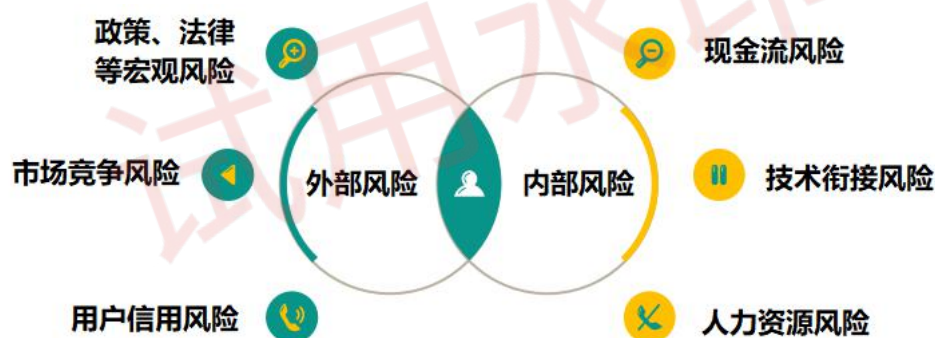 政策、法律
等宏观风险
现金流风险
市场竞争风险
外部风险
内部风险
技术衔接风险
用户信用风险
人力资源风险
试用水印